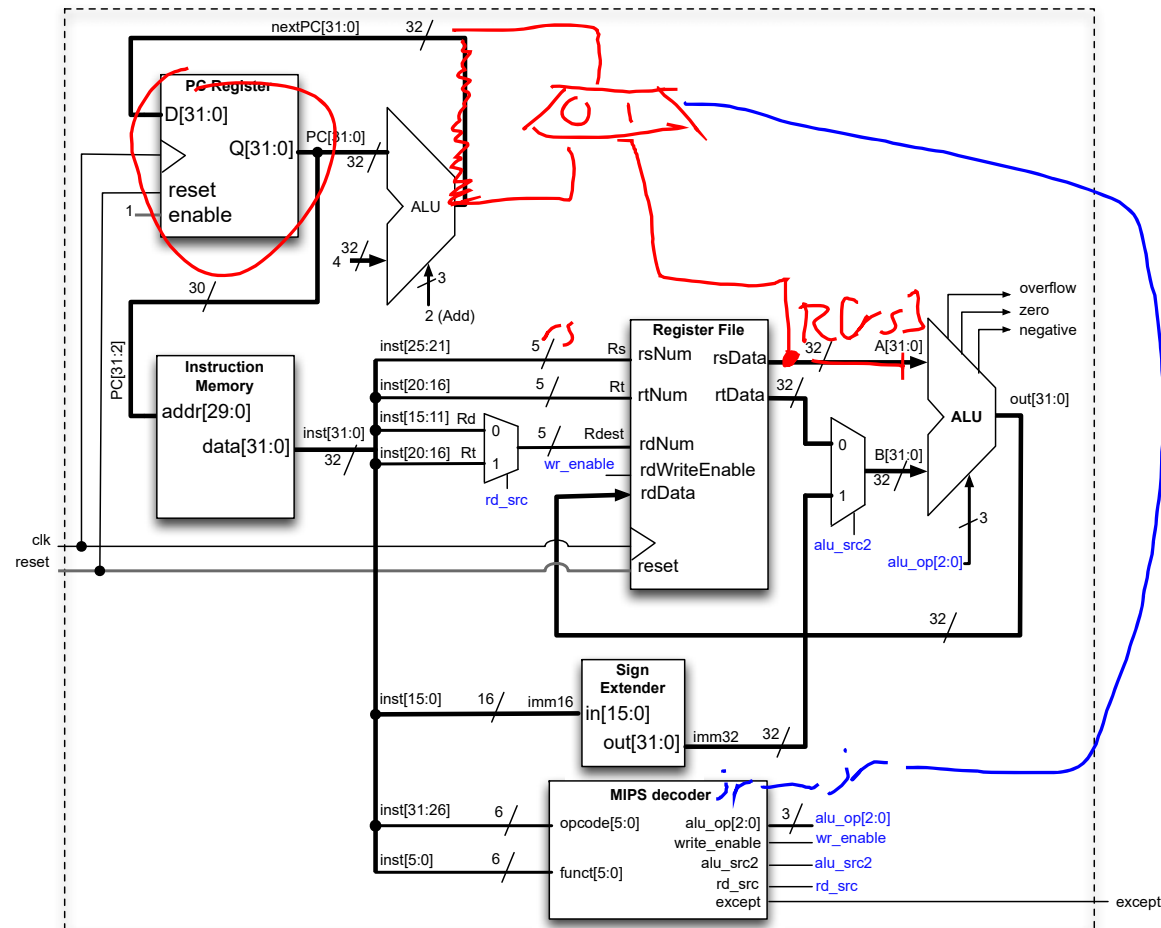 nextPC[31:0] 32
PC Register
D[31:0]
Q[31:0]
PC[31:0]
32
reset
enable
1
ALU
32
4
3
2 (Add)
0 1
30
PC[31:2]
Instruction
Memory
addr[29:0]
data[31:0]
inst[31:0]
32
inst[25:21] 5 rs Rs
inst[20:16] 5 Rt
inst[15:11] Rd
inst[20:16] Rt
0
1
rd_src
5 Rdest
wr_enable
Register File
rsNum rsData
rtNum rtData
rdNum
rdWriteEnable
rdData
reset
R[rs]
32 A[31:0]
32
0
1
alu_src2
B[31:0]
32
ALU
overflow
zero
negative
out[31:0]
3
alu_op[2:0]
32
clk
reset
inst[15:0] 16 imm16
Sign
Extender
in[15:0]
out[31:0]
imm32 32
jr jr
MIPS decoder
inst[31:26] 6 opcode[5:0]
inst[5:0] 6 funct[5:0]
alu_op[2:0] 3 alu_op[2:0]
write_enable wr_enable
alu_src2 alu_src2
rd_src rd_src
except except